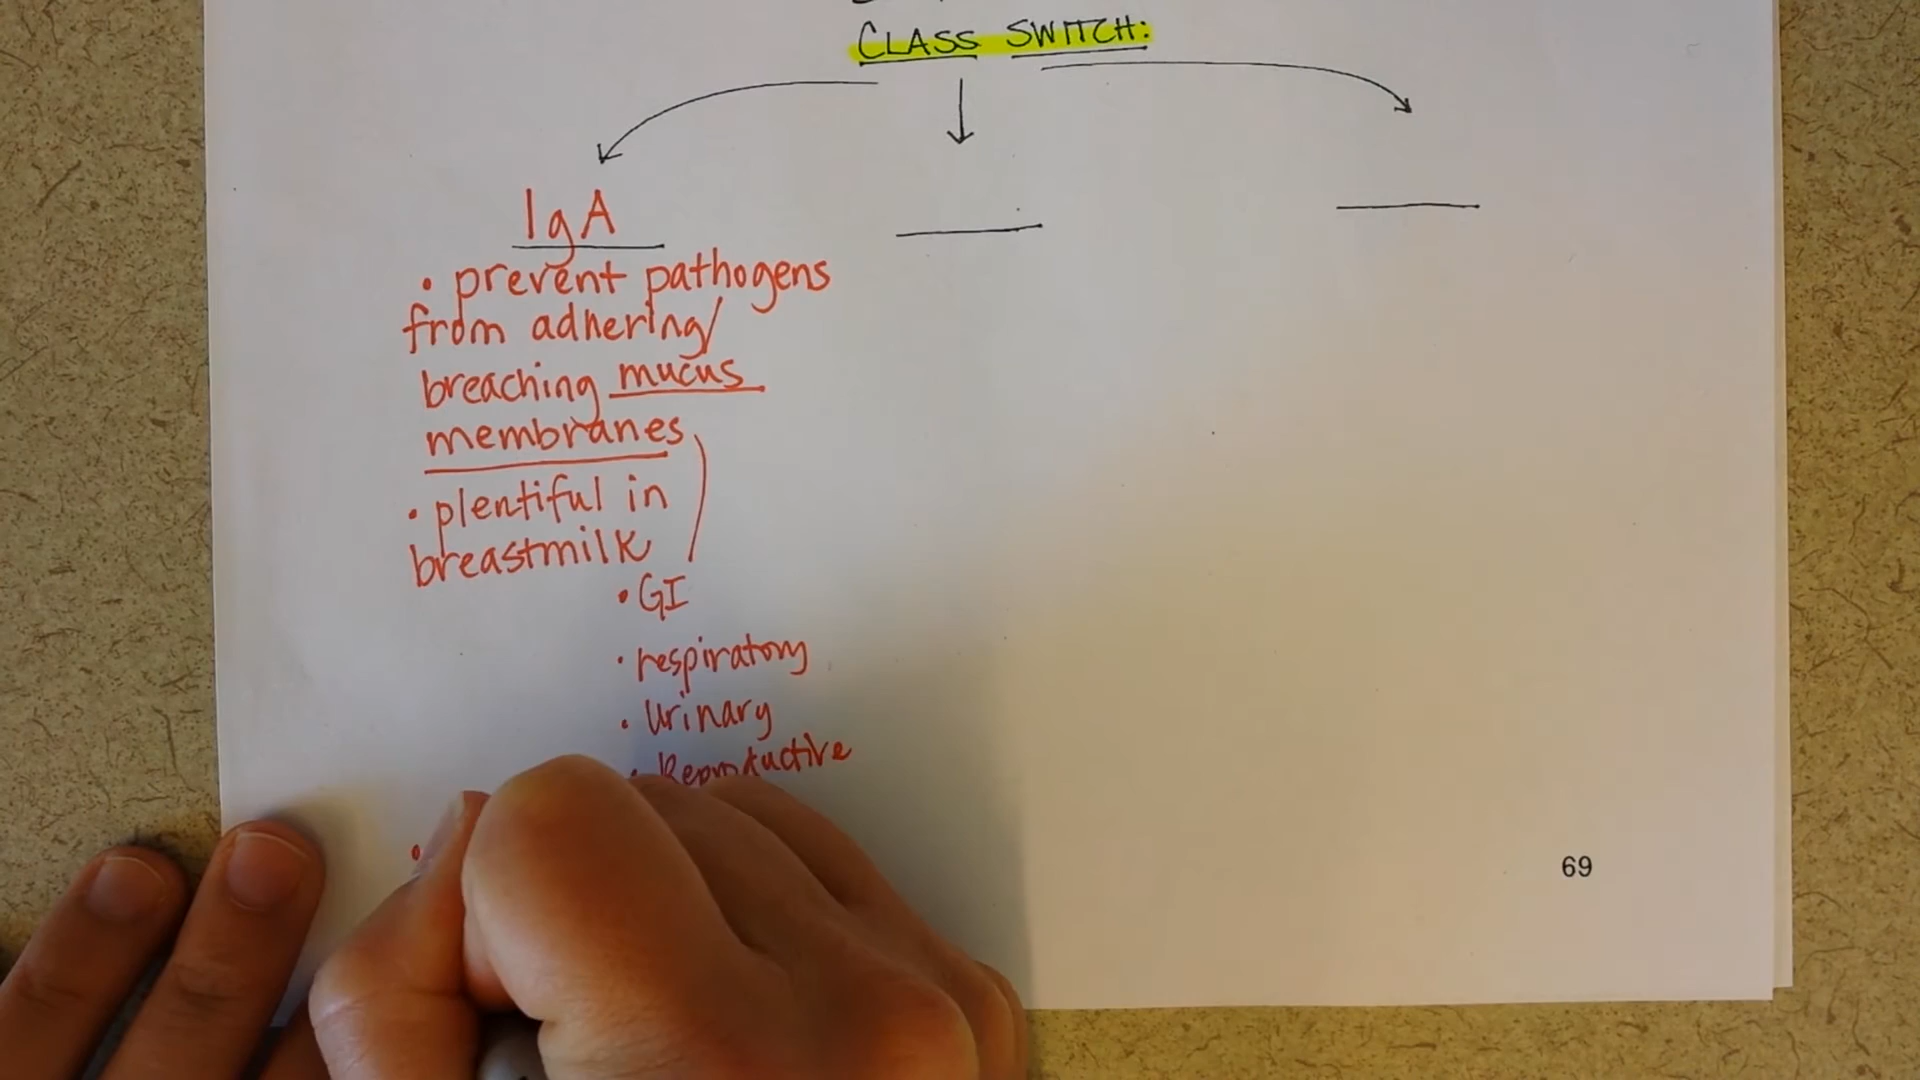 CLASS SWITCH:
IgA
• prevent pathogens
from adhering/
breaching mucus
membranes
• plentiful in
breastmilk
• GI
• respiratory
• Urinary
• Reproductive
69